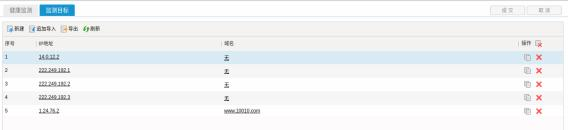 健康监测 监测目标 提 交 取 消
新建 追加导入 导出 刷新
序号 IP地址 域名 操作
1 14.0.12.2 无
2 222.249.192.1 无
3 222.249.192.2 无
4 222.249.192.3 无
5 1.24.76.2 www.10010.com